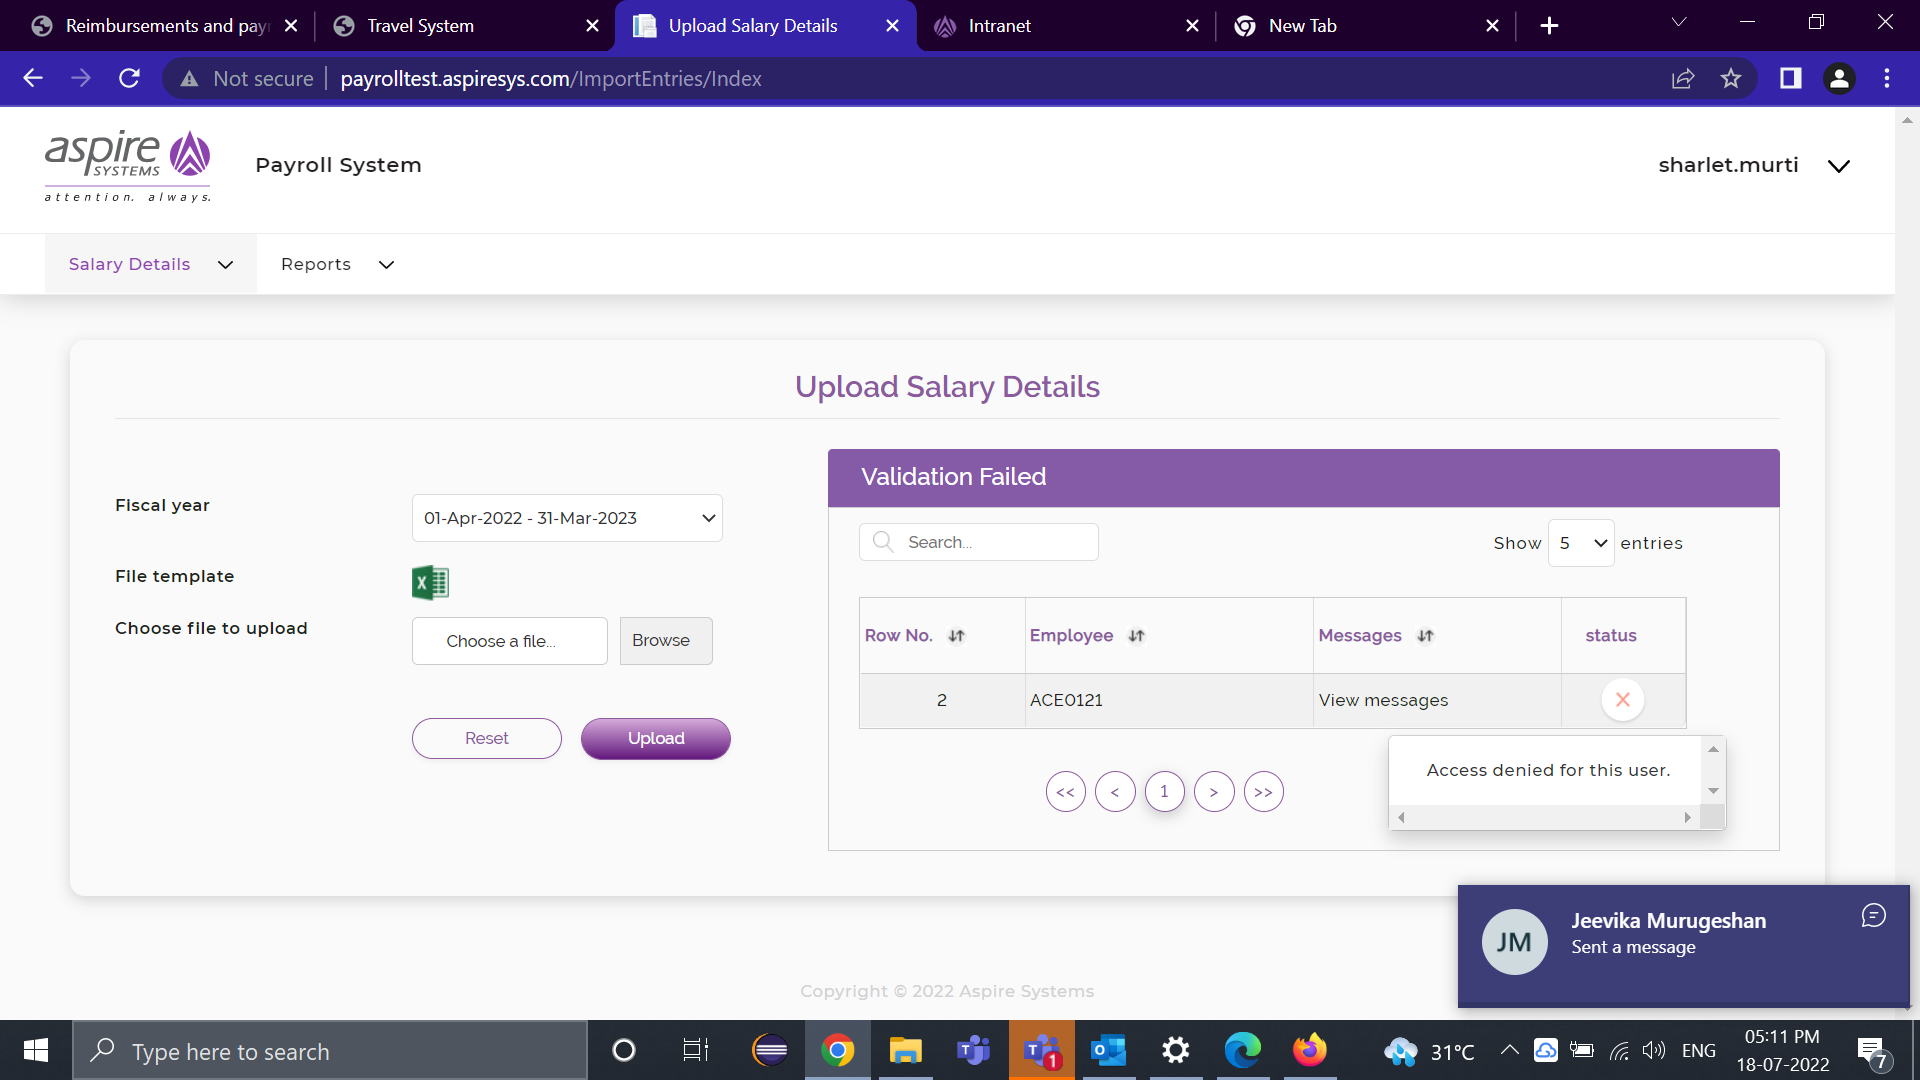 Reimbursements and payr
Travel System
Upload Salary Details
Intranet
New Tab
Not secure
payrolltest.aspiresys.com/ImportEntries/Index
aspire
SYSTEMS
attention. always.
Payroll System
sharlet.murti
Salary Details
Reports
Upload Salary Details
Fiscal year
01-Apr-2022 - 31-Mar-2023
File template
X
Choose file to upload
Choose a file...
Browse
Reset
Upload
Validation Failed
Search...
Show 5 entries
Row No. Employee Messages status
2 ACE0121 View messages
Access denied for this user.
<< < 1 > >>
JM
Jeevika Murugeshan
Sent a message
Copyright © 2022 Aspire Systems
Type here to search
T
T
1
O
31°C
ENG
05:11 PM
18-07-2022
7